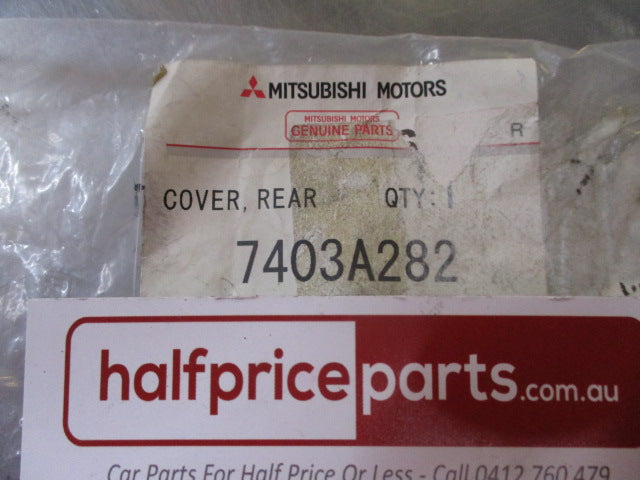 MITSUBISHI MOTORS
MITSUBISHI MOTORS
GENUINE PARTS
R
COVER, REAR QTY: 1
7403A282
halfpriceparts.com.au
Car Parts For Half Price Or Less - Call 0412 760 479